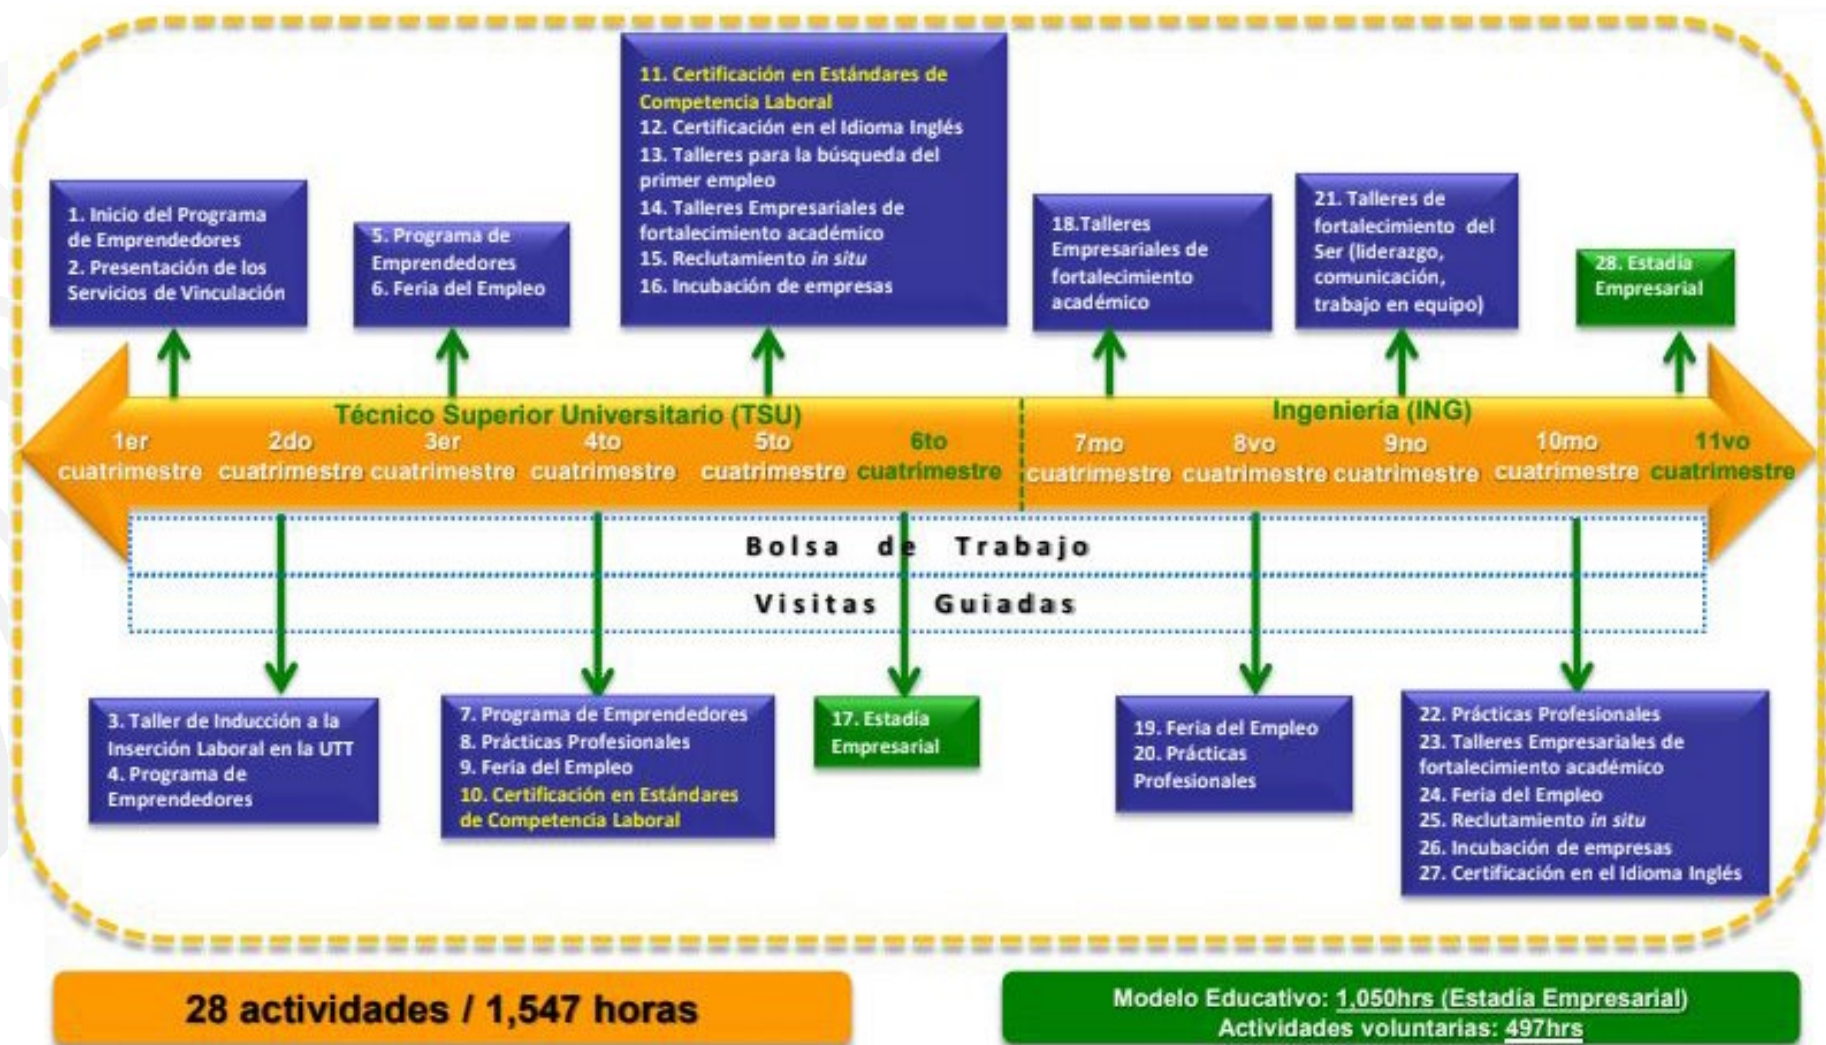 11. Certificación en Estándares de
Competencia Laboral
12. Certificación en el Idioma Inglés
13. Talleres para la búsqueda del
primer empleo
14. Talleres Empresariales de
fortalecimiento académico
15. Reclutamiento in situ
16. Incubación de empresas
1. Inicio del Programa
de Emprendedores
2. Presentación de los
Servicios de Vinculación
5. Programa de
Emprendedores
6. Feria del Empleo
18.Talleres
Empresariales de
fortalecimiento
académico
21. Talleres de
fortalecimiento del
Ser (liderazgo,
comunicación,
trabajo en equipo)
28. Estadía
Empresarial
Técnico Superior Universitario (TSU)
Ingeniería (ING)
1er
cuatrimestre
2do
cuatrimestre
3er
cuatrimestre
4to
cuatrimestre
5to
cuatrimestre
6to
cuatrimestre
7mo
cuatrimestre
8vo
cuatrimestre
9no
cuatrimestre
10mo
cuatrimestre
11vo
cuatrimestre
Bolsa de Trabajo
Visitas Guiadas
3. Taller de Inducción a la
Inserción Laboral en la UTT
4. Programa de
Emprendedores
7. Programa de Emprendedores
8. Prácticas Profesionales
9. Feria del Empleo
10. Certificación en Estándares
de Competencia Laboral
17. Estadía
Empresarial
19. Feria del Empleo
20. Prácticas
Profesionales
22. Prácticas Profesionales
23. Talleres Empresariales de
fortalecimiento académico
24. Feria del Empleo
25. Reclutamiento in situ
26. Incubación de empresas
27. Certificación en el Idioma Inglés
28 actividades / 1,547 horas
Modelo Educativo: 1,050hrs (Estadía Empresarial)
Actividades voluntarias: 497hrs